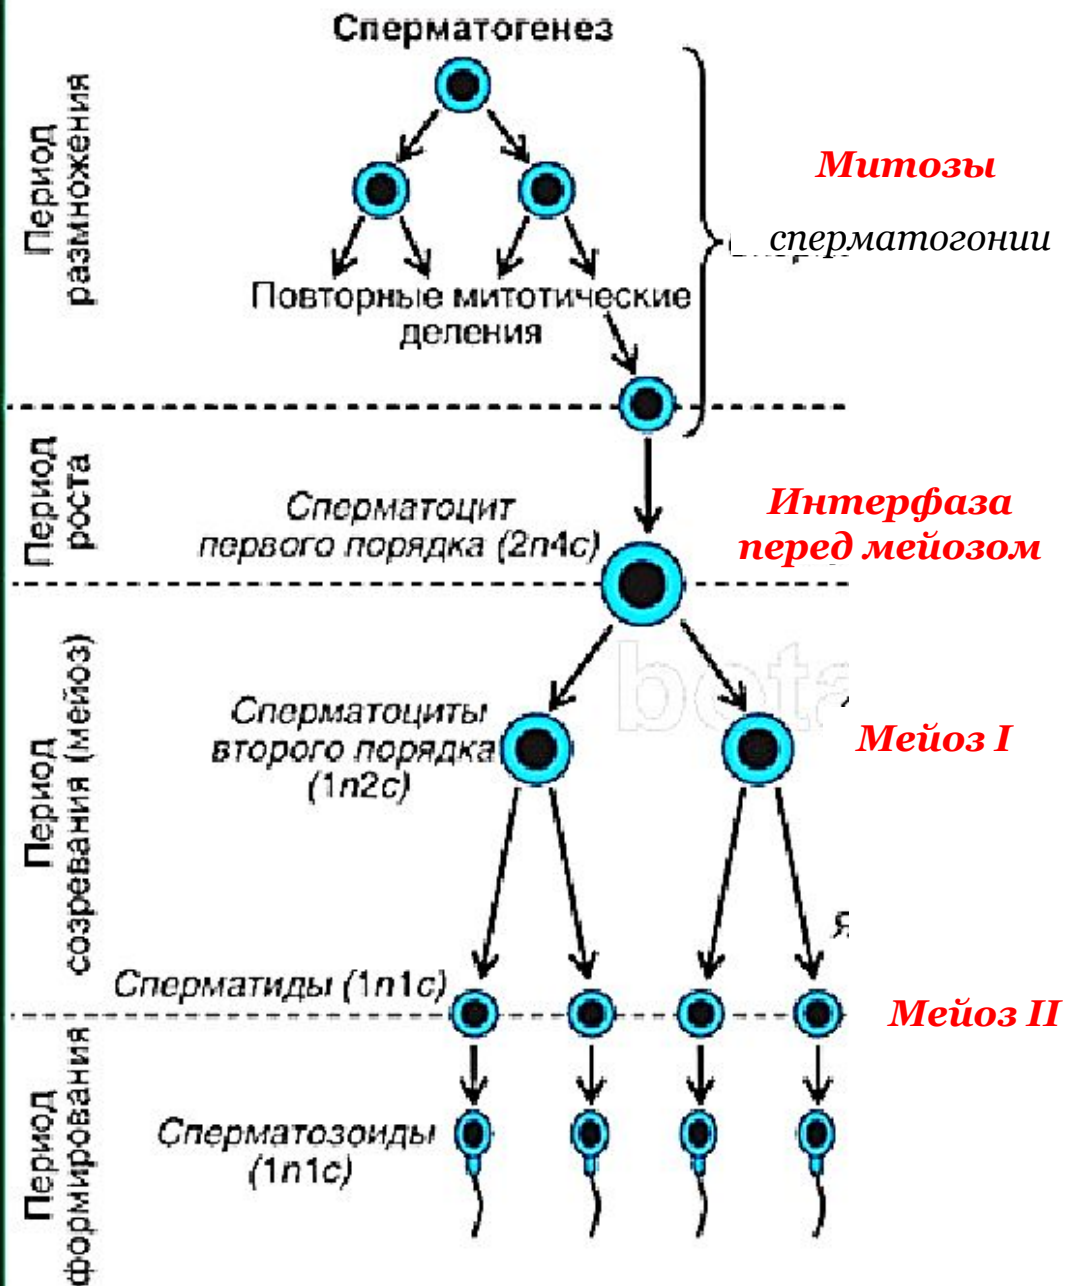 Сперматогенез
Период
размножения
Митозы
сперматогонии
Повторные митотические
деления
Период
роста
Сперматоцит
первого порядка (2n4c)
Интерфаза
перед мейозом
Период
созревания (мейоз)
Сперматоциты
второго порядка
(1n2c)
Мейоз I
Сперматиды (1n1c)
Мейоз II
Период
формирования
Сперматозоиды
(1n1c)